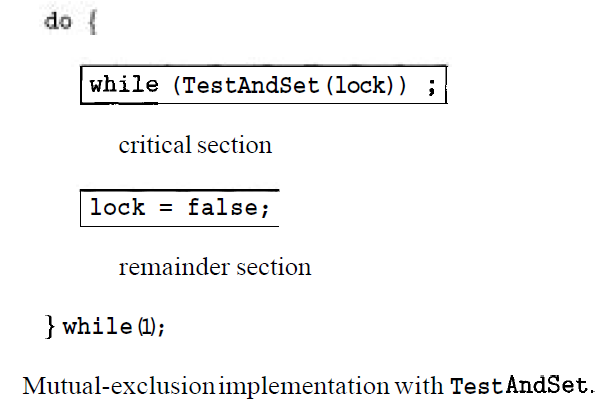 do {
while (TestAndSet(lock)) ;
critical section
lock = false;
remainder section
} while(1);
Mutual-exclusion implementation with TestAndSet.